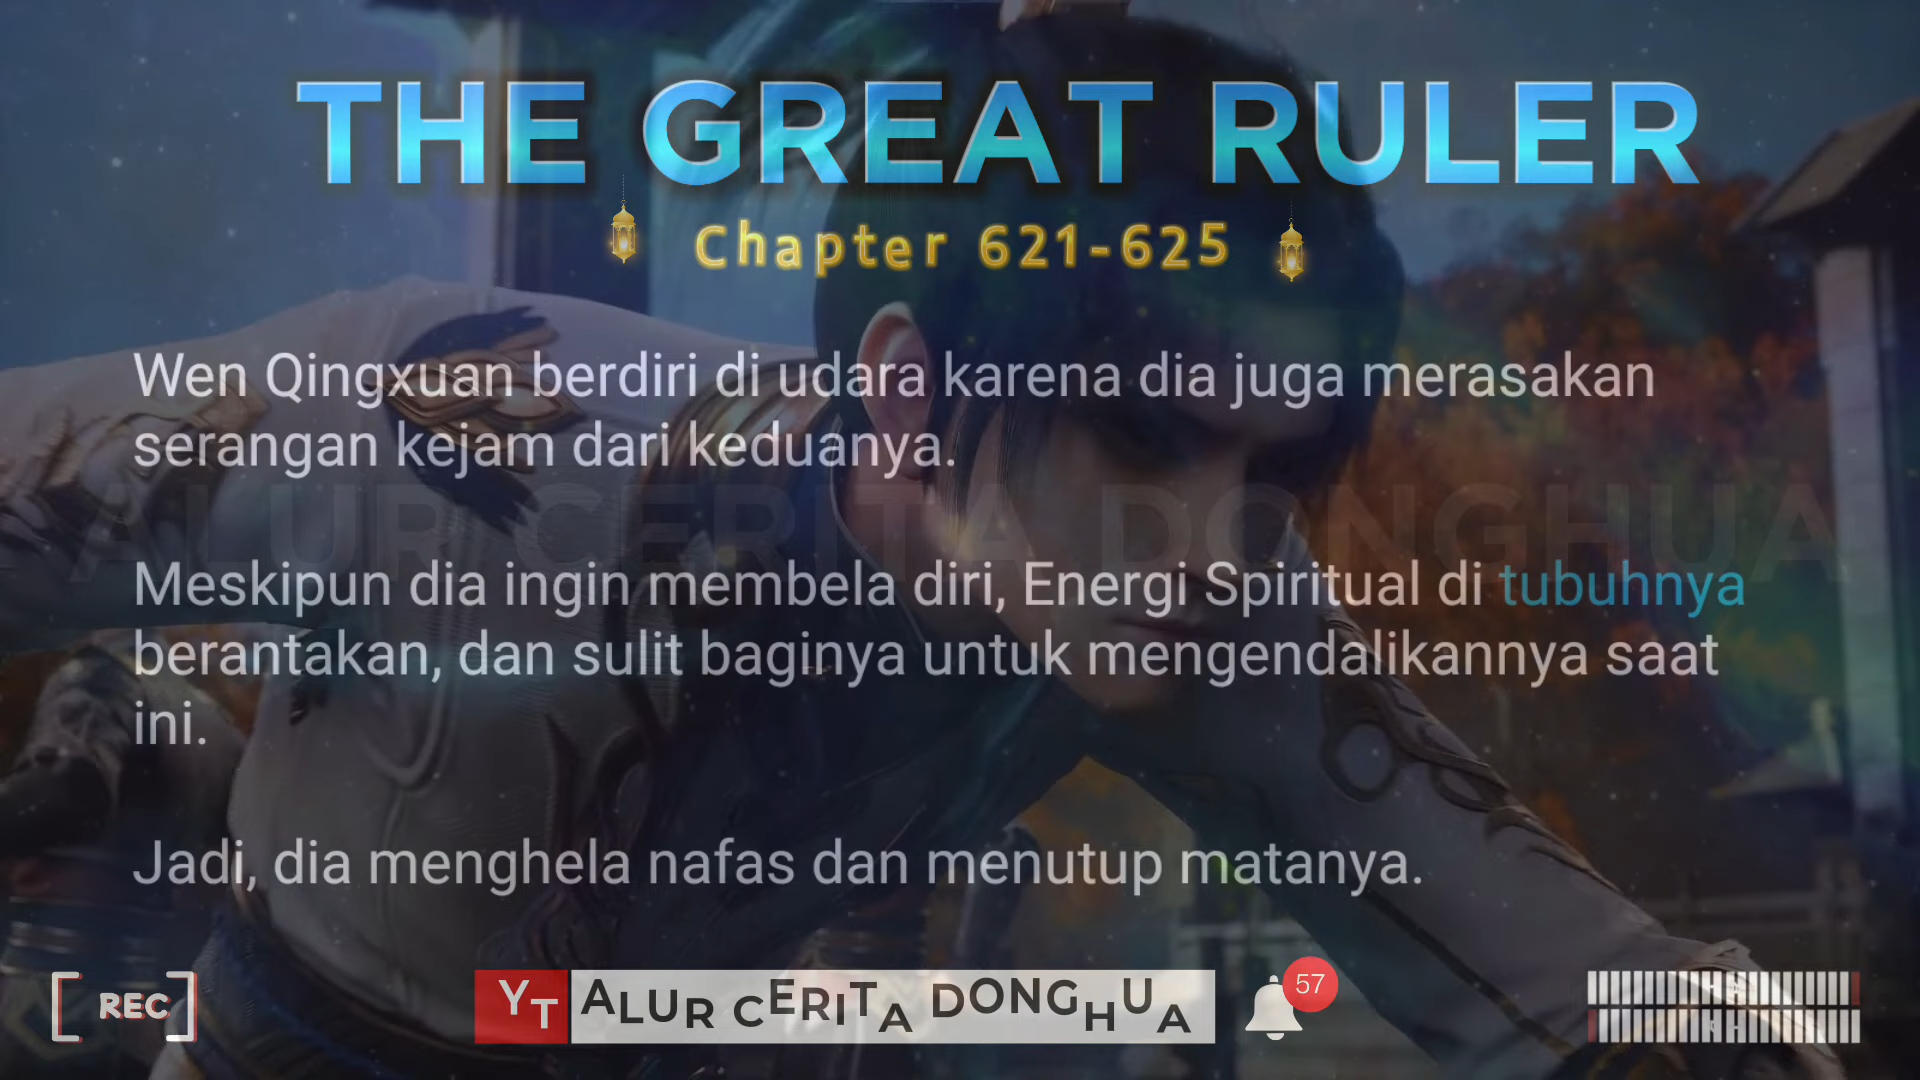 THE GREAT RULER
Chapter 621-625
Wen Qingxuan berdiri di udara karena dia juga merasakan
serangan kejam dari keduanya.
ALUR CERITA DONGHUA
Meskipun dia ingin membela diri, Energi Spiritual di tubuhnya
berantakan, dan sulit baginya untuk mengendalikannya saat
ini.
Jadi, dia menghela nafas dan menutup matanya.
REC
YT ALUR CERITA DONGHUA
57